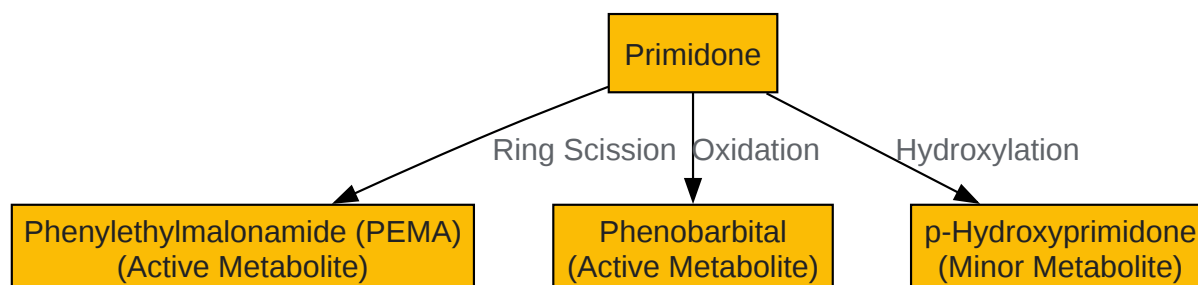 Primidone
Ring Scission
Oxidation
Hydroxylation
Phenylethylmalonamide (PEMA)
(Active Metabolite)
Phenobarbital
(Active Metabolite)
p-Hydroxyprimidone
(Minor Metabolite)